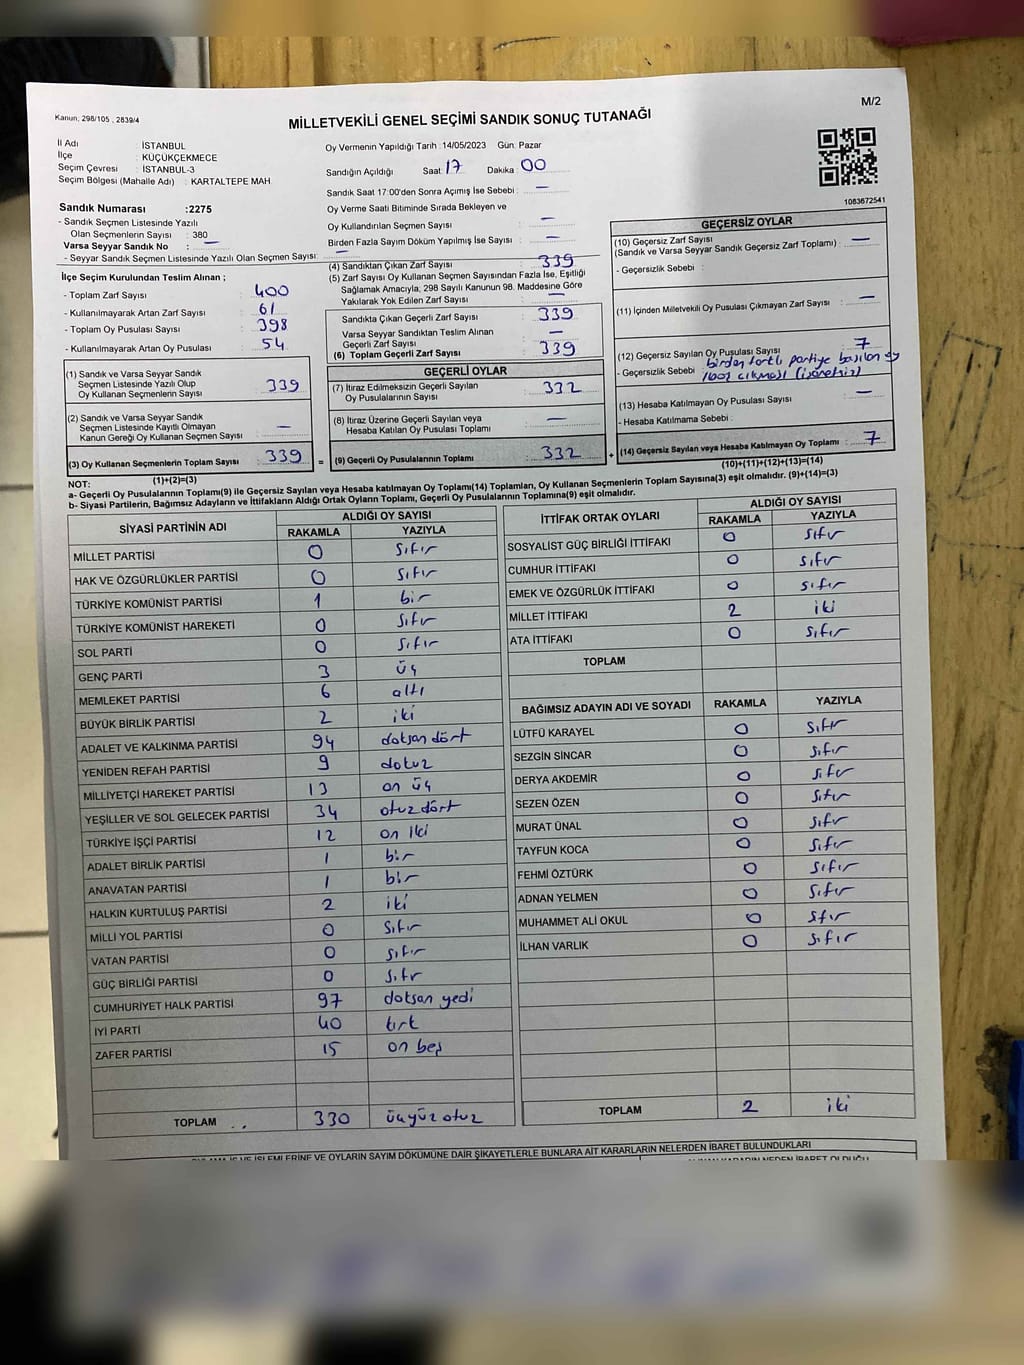 Kanun, 298/105 , 2839/4
M/2
MİLLETVEKİLİ GENEL SEÇİMİ SANDIK SONUÇ TUTANAĞI
İl Adı : İSTANBUL
İlçe : KÜÇÜKÇEKMECE
Seçim Çevresi : İSTANBUL-3
Seçim Bölgesi (Mahalle Adı) : KARTALTEPE MAH.
Sandık Numarası :2275
- Sandık Seçmen Listesinde Yazılı
Olan Seçmenlerin Sayısı : 380
Varsa Seyyar Sandık No : —
- Seyyar Sandık Seçmen Listesinde Yazılı Olan Seçmen Sayısı: —
Oy Vermenin Yapıldığı Tarih :14/05/2023 Gün: Pazar
Sandığın Açıldığı Saat: 17 Dakika: 00
Sandık Saat 17:00'den Sonra Açımış İse Sebebi : —
Oy Verme Saati Bitiminde Sırada Bekleyen ve
Oy Kullandırılan Seçmen Sayısı : —
Birden Fazla Sayım Döküm Yapılmış İse Sayısı : —
1083672541
İlçe Seçim Kurulundan Teslim Alınan ;
- Toplam Zarf Sayısı : 400
- Kullanılmayarak Artan Zarf Sayısı : 61
- Toplam Oy Pusulası Sayısı : 398
- Kullanılmayarak Artan Oy Pusulası : 54
(4) Sandıktan Çıkan Zarf Sayısı : 339
(5) Zarf Sayısı Oy Kullanan Seçmen Sayısından Fazla İse, Eşitliği
Sağlamak Amacıyla, 298 Sayılı Kanunun 98. Maddesine Göre
Yakılarak Yok Edilen Zarf Sayısı : —
Sandıkta Çıkan Geçerli Zarf Sayısı : 339
Varsa Seyyar Sandıktan Teslim Alınan
Geçerli Zarf Sayısı : —
(6) Toplam Geçerli Zarf Sayısı : 339
GEÇERSİZ OYLAR
(10) Geçersiz Zarf Sayısı
(Sandık ve Varsa Seyyar Sandık Geçersiz Zarf Toplamı) : —
- Geçersizlik Sebebi :
(11) İçinden Milletvekili Oy Pusulası Çıkmayan Zarf Sayısı : —
(12) Geçersiz Sayılan Oy Pusulası Sayısı : 7
- Geçersizlik Sebebi : birden farklı partiye basılan oy
çıkması (işaretsiz)
(13) Hesaba Katılmayan Oy Pusulası Sayısı : —
- Hesaba Katılmama Sebebi :
(14) Geçersiz Sayılan veya Hesaba Katılmayan Oy Toplamı : 7
(10)+(11)+(12)+(13)=(14)
(1) Sandık ve Varsa Seyyar Sandık
Seçmen Listesinde Yazılı Olup
Oy Kullanan Seçmenlerin Sayısı : 339
(2) Sandık ve Varsa Seyyar Sandık
Seçmen Listesinde Kayıtlı Olmayan
Kanun Gereği Oy Kullanan Seçmen Sayısı : —
(3) Oy Kullanan Seçmenlerin Toplam Sayısı : 339 =
(1)+(2)=(3)
GEÇERLİ OYLAR
(7) İtiraz Edilmeksizin Geçerli Sayılan
Oy Pusulalarının Sayısı : 332
(8) İtiraz Üzerine Geçerli Sayılan veya
Hesaba Katılan Oy Pusulası Toplamı : —
(9) Geçerli Oy Pusulalarının Toplamı : 332 +
NOT:
a- Geçerli Oy Pusulalarının Toplamı(9) ile Geçersiz Sayılan veya Hesaba katılmayan Oy Toplamı(14) Toplamları, Oy Kullanan Seçmenlerin Toplam Sayısına(3) eşit olmalıdır. (9)+(14)=(3)
b- Siyasi Partilerin, Bağımsız Adayların ve İttifakların Aldığı Ortak Oyların Toplamı, Geçerli Oy Pusulalarının Toplamına(9) eşit olmalıdır.
SİYASİ PARTİNİN ADI ALDIĞI OY SAYISI
RAKAMLA YAZIYLA
MİLLET PARTİSİ 0 sıfır
HAK VE ÖZGÜRLÜKLER PARTİSİ 0 sıfır
TÜRKİYE KOMÜNİST PARTİSİ 1 bir
TÜRKİYE KOMÜNİST HAREKETİ 0 sıfır
SOL PARTİ 0 sıfır
GENÇ PARTİ 3 üç
MEMLEKET PARTİSİ 6 altı
BÜYÜK BİRLİK PARTİSİ 2 iki
ADALET VE KALKINMA PARTİSİ 94 doksan dört
YENİDEN REFAH PARTİSİ 9 dokuz
MİLLİYETÇİ HAREKET PARTİSİ 13 on üç
YEŞİLLER VE SOL GELECEK PARTİSİ 34 otuz dört
TÜRKİYE İŞÇİ PARTİSİ 12 on iki
ADALET BİRLİK PARTİSİ 1 bir
ANAVATAN PARTİSİ 1 bir
HALKIN KURTULUŞ PARTİSİ 2 iki
MİLLİ YOL PARTİSİ 0 sıfır
VATAN PARTİSİ 0 sıfır
GÜÇ BİRLİĞİ PARTİSİ 0 sıfır
CUMHURİYET HALK PARTİSİ 97 doksan yedi
İYİ PARTİ 40 kırk
ZAFER PARTİSİ 15 on beş
TOPLAM 330 üçyüz otuz
İTTİFAK ORTAK OYLARI ALDIĞI OY SAYISI
RAKAMLA YAZIYLA
SOSYALİST GÜÇ BİRLİĞİ İTTİFAKI 0 sıfır
CUMHUR İTTİFAKI 0 sıfır
EMEK VE ÖZGÜRLÜK İTTİFAKI 0 sıfır
MİLLET İTTİFAKI 2 iki
ATA İTTİFAKI 0 sıfır
TOPLAM
BAĞIMSIZ ADAYIN ADI VE SOYADI RAKAMLA YAZIYLA
LÜTFÜ KARAYEL 0 sıfır
SEZGİN SİNCAR 0 sıfır
DERYA AKDEMİR 0 sıfır
SEZEN ÖZEN 0 sıfır
MURAT ÜNAL 0 sıfır
TAYFUN KOCA 0 sıfır
FEHMİ ÖZTÜRK 0 sıfır
ADNAN YELMEN 0 sıfır
MUHAMMET ALİ OKUL 0 sıfır
İLHAN VARLIK 0 sıfır
TOPLAM 2 iki
İŞLEMLERİNE VE OYLARIN SAYIM DÖKÜMÜNE DAİR ŞİKAYETLERLE BUNLARA AİT KARARLARIN NELERDEN İBARET BULUNDUKLARI